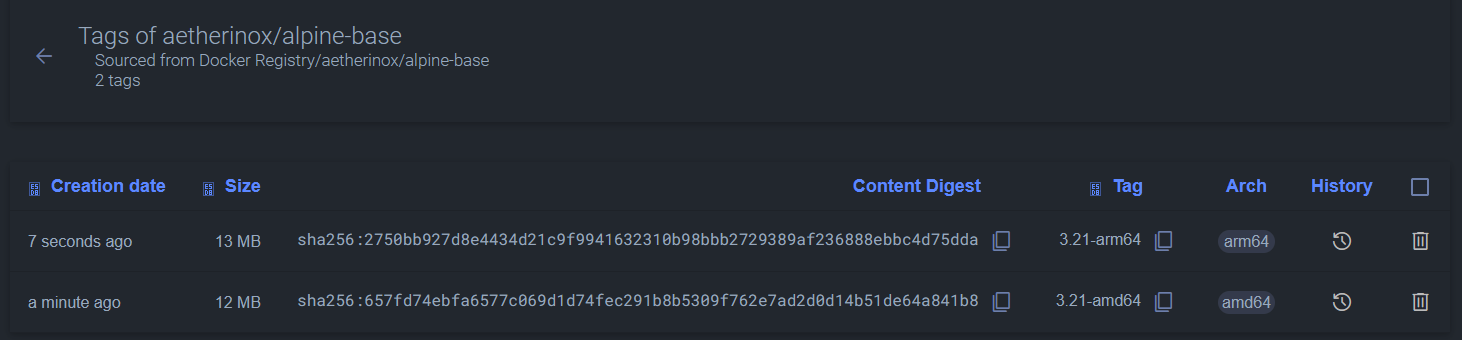 Tags of aetherinox/alpine-base
Sourced from Docker Registry/aetherinox/alpine-base
2 tags
Creation date Size Content Digest Tag Arch History
7 seconds ago 13 MB sha256:2750bb927d8e4434d21c9f9941632310b98bbb2729389af236888ebbc4d75dda 3.21-arm64 arm64
a minute ago 12 MB sha256:657fd74ebfa6577c069d1d74fec291b8b5309f762e7ad2d0d14b51de64a841b8 3.21-amd64 amd64